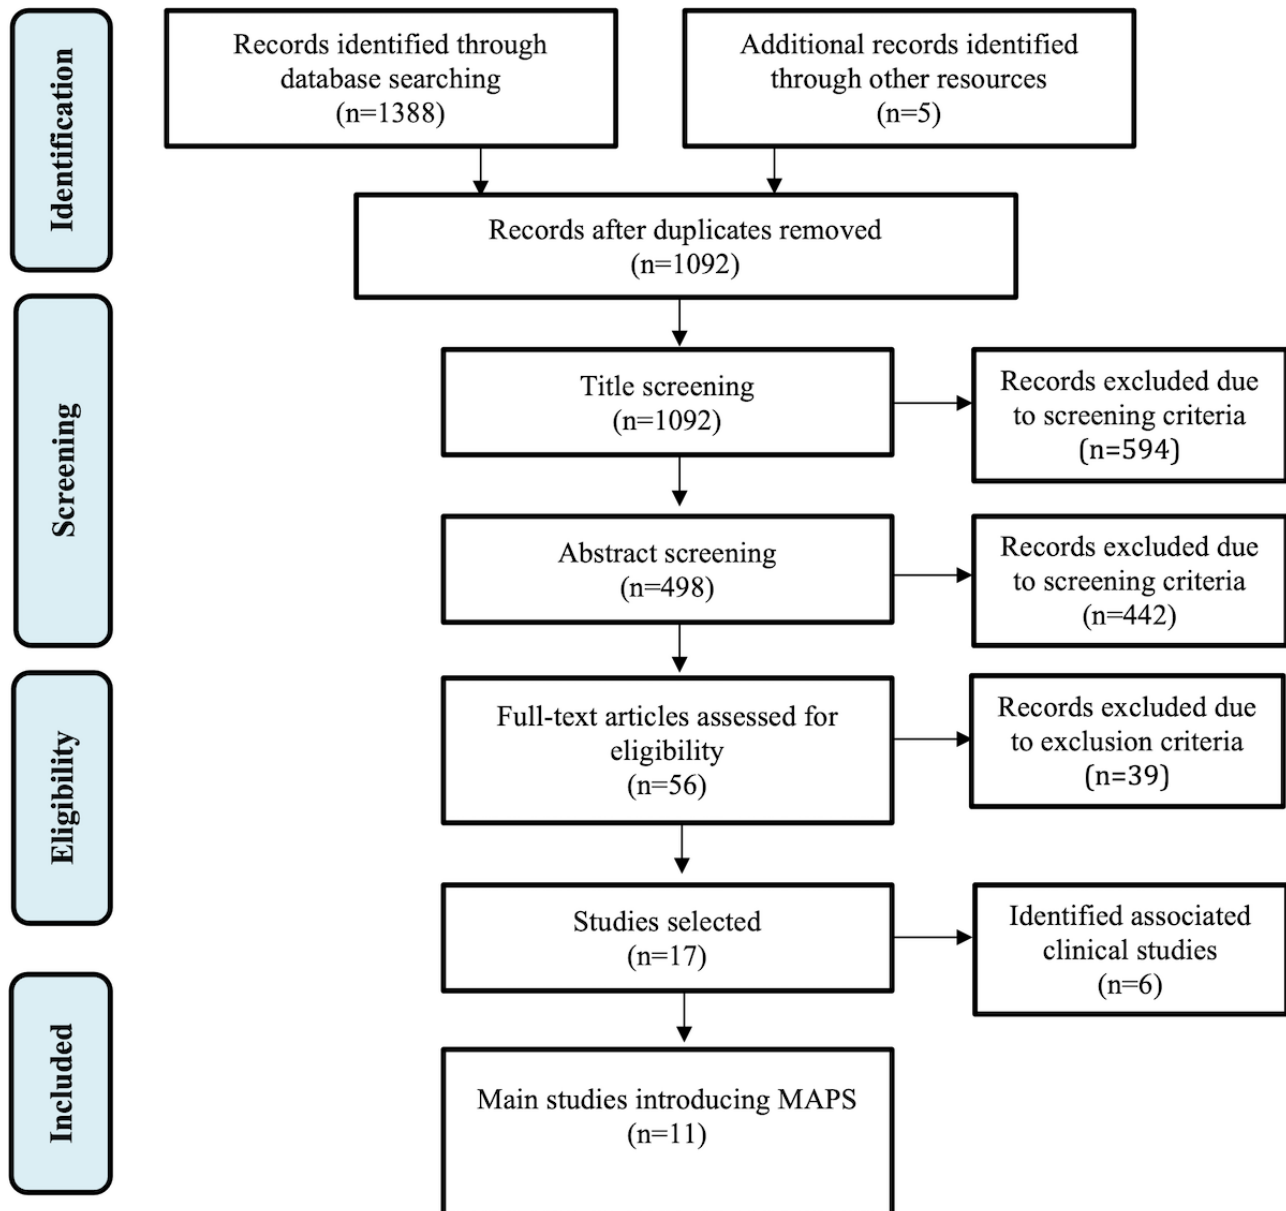 Identification
Records identified through
database searching
(n=1388)
Additional records identified
through other resources
(n=5)
Records after duplicates removed
(n=1092)
Screening
Title screening
(n=1092)
Records excluded due
to screening criteria
(n=594)
Abstract screening
(n=498)
Records excluded due
to screening criteria
(n=442)
Eligibility
Full-text articles assessed for
eligibility
(n=56)
Records excluded due
to exclusion criteria
(n=39)
Studies selected
(n=17)
Identified associated
clinical studies
(n=6)
Included
Main studies introducing MAPS
(n=11)